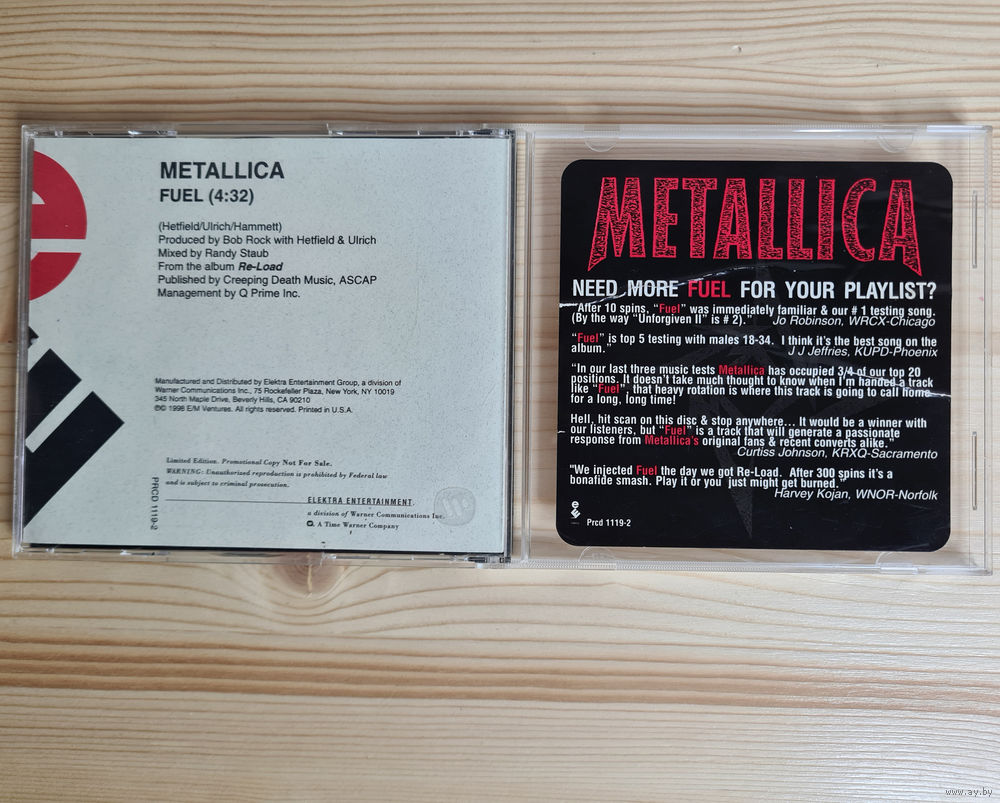 METALLICA
FUEL (4:32)
(Hetfield/Ulrich/Hammett)
Produced by Bob Rock with Hetfield & Ulrich
Mixed by Randy Staub
From the album Re-Load
Published by Creeping Death Music, ASCAP
Management by Q Prime Inc.
Manufactured and Distributed by Elektra Entertainment Group, a division of
Warner Communications Inc., 75 Rockefeller Plaza, New York, NY 10019
345 North Maple Drive, Beverly Hills, CA 90210
℗© 1998 E/M Ventures. All rights reserved. Printed in U.S.A.
Limited Edition. Promotional Copy Not For Sale.
WARNING: Unauthorized reproduction is prohibited by Federal law
and is subject to criminal prosecution.
PRCD 1119-2
ELEKTRA ENTERTAINMENT,
a division of Warner Communications Inc.
A Time Warner Company
METALLICA
NEED MORE FUEL FOR YOUR PLAYLIST?
"After 10 spins, "Fuel" was immediately familiar & our # 1 testing song.
(By the way "Unforgiven II" is # 2)."
Jo Robinson, WRCX-Chicago
"Fuel" is top 5 testing with males 18-34. I think it's the best song on the
album."
J J Jeffries, KUPD-Phoenix
"In our last three music tests Metallica has occupied 3/4 of our top 20
positions. It doesn't take much thought to know when I'm handed a track
like "Fuel", that heavy rotation is where this track is going to call home
for a long, long time!
Hell, hit scan on this disc & stop anywhere... It would be a winner with
our listeners, but "Fuel" is a track that will generate a passionate
response from Metallica's original fans & recent converts alike."
Curtiss Johnson, KRXQ-Sacramento
"We injected Fuel the day we got Re-Load. After 300 spins it's a
bonafide smash. Play it or you just might get burned."
Harvey Kojan, WNOR-Norfolk
Prcd 1119-2
www.ay.by